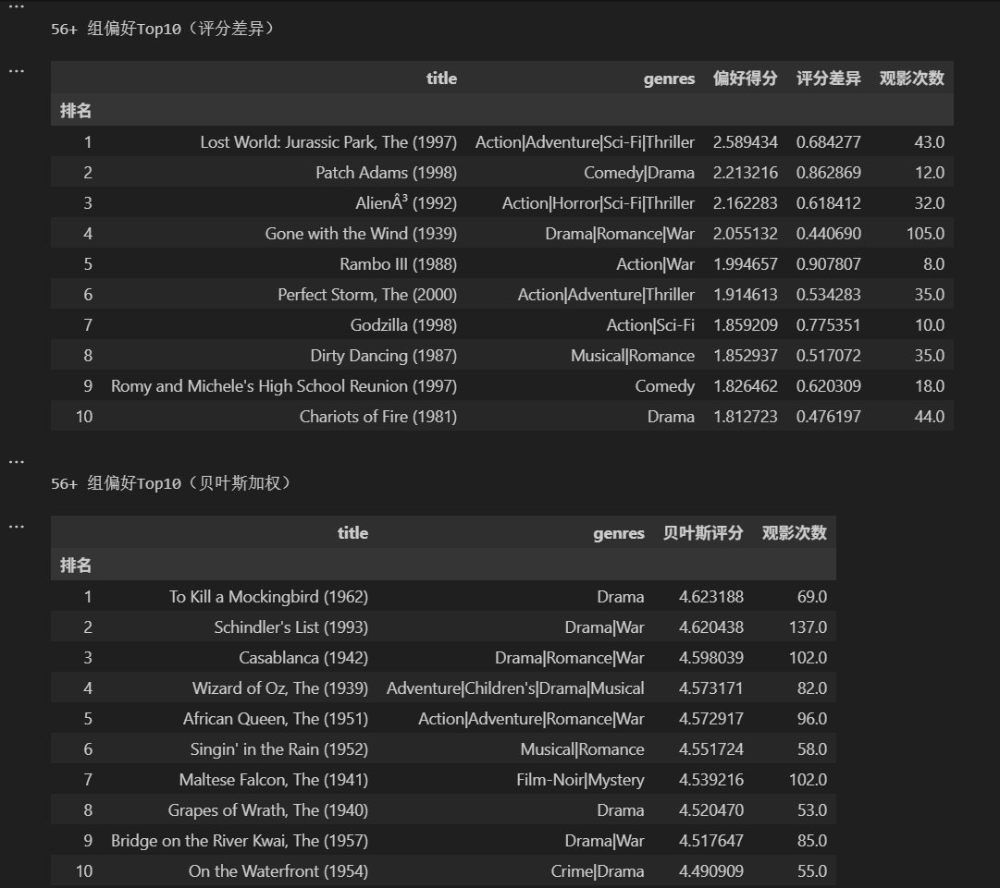 ...
56+ 组偏好Top10（评分差异）
...
title genres 偏好得分 评分差异 观影次数
排名
1 Lost World: Jurassic Park, The (1997) Action|Adventure|Sci-Fi|Thriller 2.589434 0.684277 43.0
2 Patch Adams (1998) Comedy|Drama 2.213216 0.862869 12.0
3 AlienÂ³ (1992) Action|Horror|Sci-Fi|Thriller 2.162283 0.618412 32.0
4 Gone with the Wind (1939) Drama|Romance|War 2.055132 0.440690 105.0
5 Rambo III (1988) Action|War 1.994657 0.907807 8.0
6 Perfect Storm, The (2000) Action|Adventure|Thriller 1.914613 0.534283 35.0
7 Godzilla (1998) Action|Sci-Fi 1.859209 0.775351 10.0
8 Dirty Dancing (1987) Musical|Romance 1.852937 0.517072 35.0
9 Romy and Michele's High School Reunion (1997) Comedy 1.826462 0.620309 18.0
10 Chariots of Fire (1981) Drama 1.812723 0.476197 44.0
...
56+ 组偏好Top10（贝叶斯加权）
...
title genres 贝叶斯评分 观影次数
排名
1 To Kill a Mockingbird (1962) Drama 4.623188 69.0
2 Schindler's List (1993) Drama|War 4.620438 137.0
3 Casablanca (1942) Drama|Romance|War 4.598039 102.0
4 Wizard of Oz, The (1939) Adventure|Children's|Drama|Musical 4.573171 82.0
5 African Queen, The (1951) Action|Adventure|Romance|War 4.572917 96.0
6 Singin' in the Rain (1952) Musical|Romance 4.551724 58.0
7 Maltese Falcon, The (1941) Film-Noir|Mystery 4.539216 102.0
8 Grapes of Wrath, The (1940) Drama 4.520470 53.0
9 Bridge on the River Kwai, The (1957) Drama|War 4.517647 85.0
10 On the Waterfront (1954) Crime|Drama 4.490909 55.0